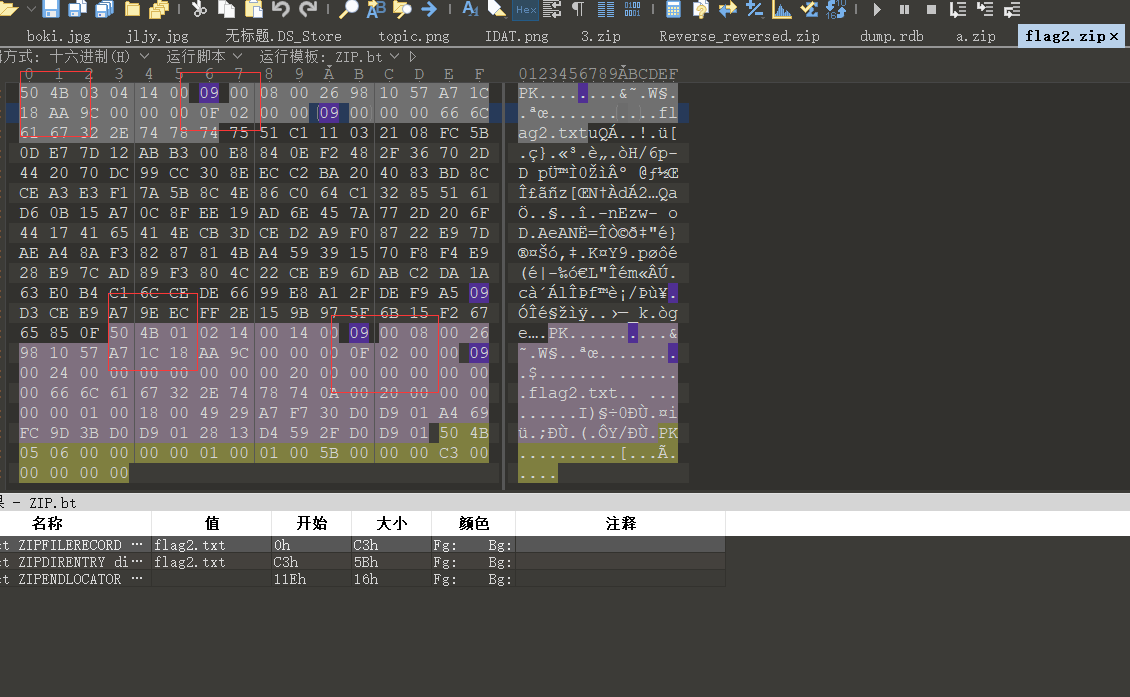 boki.jpg jljy.jpg 无标题.DS_Store topic.png IDAT.png 3.zip Reverse_reversed.zip dump.rdb a.zip flag2.zip×
方式: 十六进制(H) 运行脚本 运行模板: ZIP.bt
0 1 2 3 4 5 6 7 8 9 A B C D E F 0123456789ABCDEF
50 4B 03 04 14 00 09 00 08 00 26 98 10 57 A7 1C PK........&˜.W§.
18 AA 9C 00 00 00 0F 02 00 00 09 00 00 00 66 6C .ªœ...........fl
61 67 32 2E 74 78 74 75 51 C1 11 03 21 08 FC 5B ag2.txtuQÁ..!.ü[
0D E7 7D 12 AB B3 00 E8 84 0E F2 48 2F 36 70 2D .ç}.«³.è„.òH/6p-
44 20 70 DC 99 CC 30 8E EC C2 BA 20 40 83 BD 8C D pÜ™Ì0ŽìÂº @ƒ½Œ
CE A3 E3 F1 7A 5B 8C 4E 86 C0 64 C1 32 85 51 61 Î£ãñz[ŒN†ÀdÁ2…Qa
D6 0B 15 A7 0C 8F EE 19 AD 6E 45 7A 77 2D 20 6F Ö..§..î.-nEzw- o
44 17 41 65 41 4E CB 3D CE D2 A9 F0 87 22 E9 7D D.AeANË=ÎÒ©ð‡"é}
AE A4 8A F3 82 87 81 4B A4 59 39 15 70 F8 F4 E9 ®¤Šó‚‡.K¤Y9.pøôé
28 E9 7C AD 89 F3 80 4C 22 CE E9 6D AB C2 DA 1A (é|-‰ó€L"Îém«ÂÚ.
63 E0 B4 C1 6C CE DE 66 99 E8 A1 2F DE F9 A5 09 cà´ÁlÎÞf™è¡/Þù¥.
D3 CE E9 A7 9E EC FF 2E 15 9B 97 5F 6B 15 F2 67 ÓÎé§žìÿ..›—_k.òg
65 85 0F 50 4B 01 02 14 00 14 00 09 00 08 00 26 e….PK..........&
98 10 57 A7 1C 18 AA 9C 00 00 00 0F 02 00 00 09 ˜.W§..ªœ........
00 24 00 00 00 00 00 00 00 20 00 00 00 00 00 00 .$....... ......
00 66 6C 61 67 32 2E 74 78 74 0A 00 20 00 00 00 .flag2.txt.. ...
00 00 01 00 18 00 49 29 A7 F7 30 D0 D9 01 A4 69 ......I)§÷0ÐÙ.¤i
FC 9D 3B D0 D9 01 28 13 D4 59 2F D0 D9 01 50 4B ü.;ÐÙ.(.ÔY/ÐÙ.PK
05 06 00 00 00 00 01 00 01 00 5B 00 00 00 C3 00 ..........[...Ã.
00 00 00 00 ....
- ZIP.bt
名称 值 开始 大小 颜色 注释
ct ZIPFILERECORD ··· flag2.txt 0h C3h Fg: Bg:
ct ZIPDIRENTRY di··· flag2.txt C3h 5Bh Fg: Bg:
ct ZIPENDLOCATOR ··· 11Eh 16h Fg: Bg: